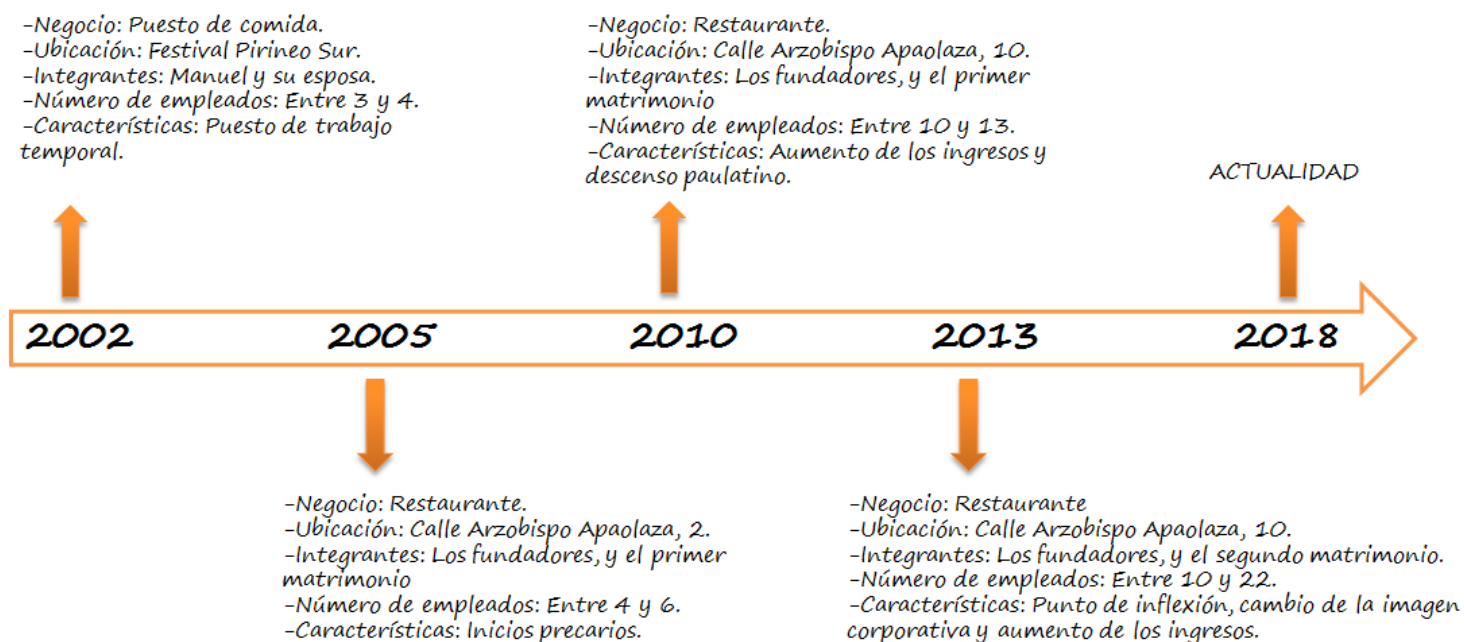 -Negocio: Puesto de comida.
-Ubicación: Festival Pirineo Sur.
-Integrantes: Manuel y su esposa.
-Número de empleados: Entre 3 y 4.
-Características: Puesto de trabajo
temporal.
-Negocio: Restaurante.
-Ubicación: Calle Arzobispo Apaolaza, 10.
-Integrantes: Los fundadores, y el primer
matrimonio
-Número de empleados: Entre 10 y 13.
-Características: Aumento de los ingresos y
descenso paulatino.
ACTUALIDAD
2002 2005 2010 2013 2018
-Negocio: Restaurante.
-Ubicación: Calle Arzobispo Apaolaza, 2.
-Integrantes: Los fundadores, y el primer
matrimonio
-Número de empleados: Entre 4 y 6.
-Características: Inicios precarios.
-Negocio: Restaurante
-Ubicación: Calle Arzobispo Apaolaza, 10.
-Integrantes: Los fundadores, y el segundo matrimonio.
-Número de empleados: Entre 10 y 22.
-Características: Punto de inflexión, cambio de la imagen
corporativa y aumento de los ingresos.